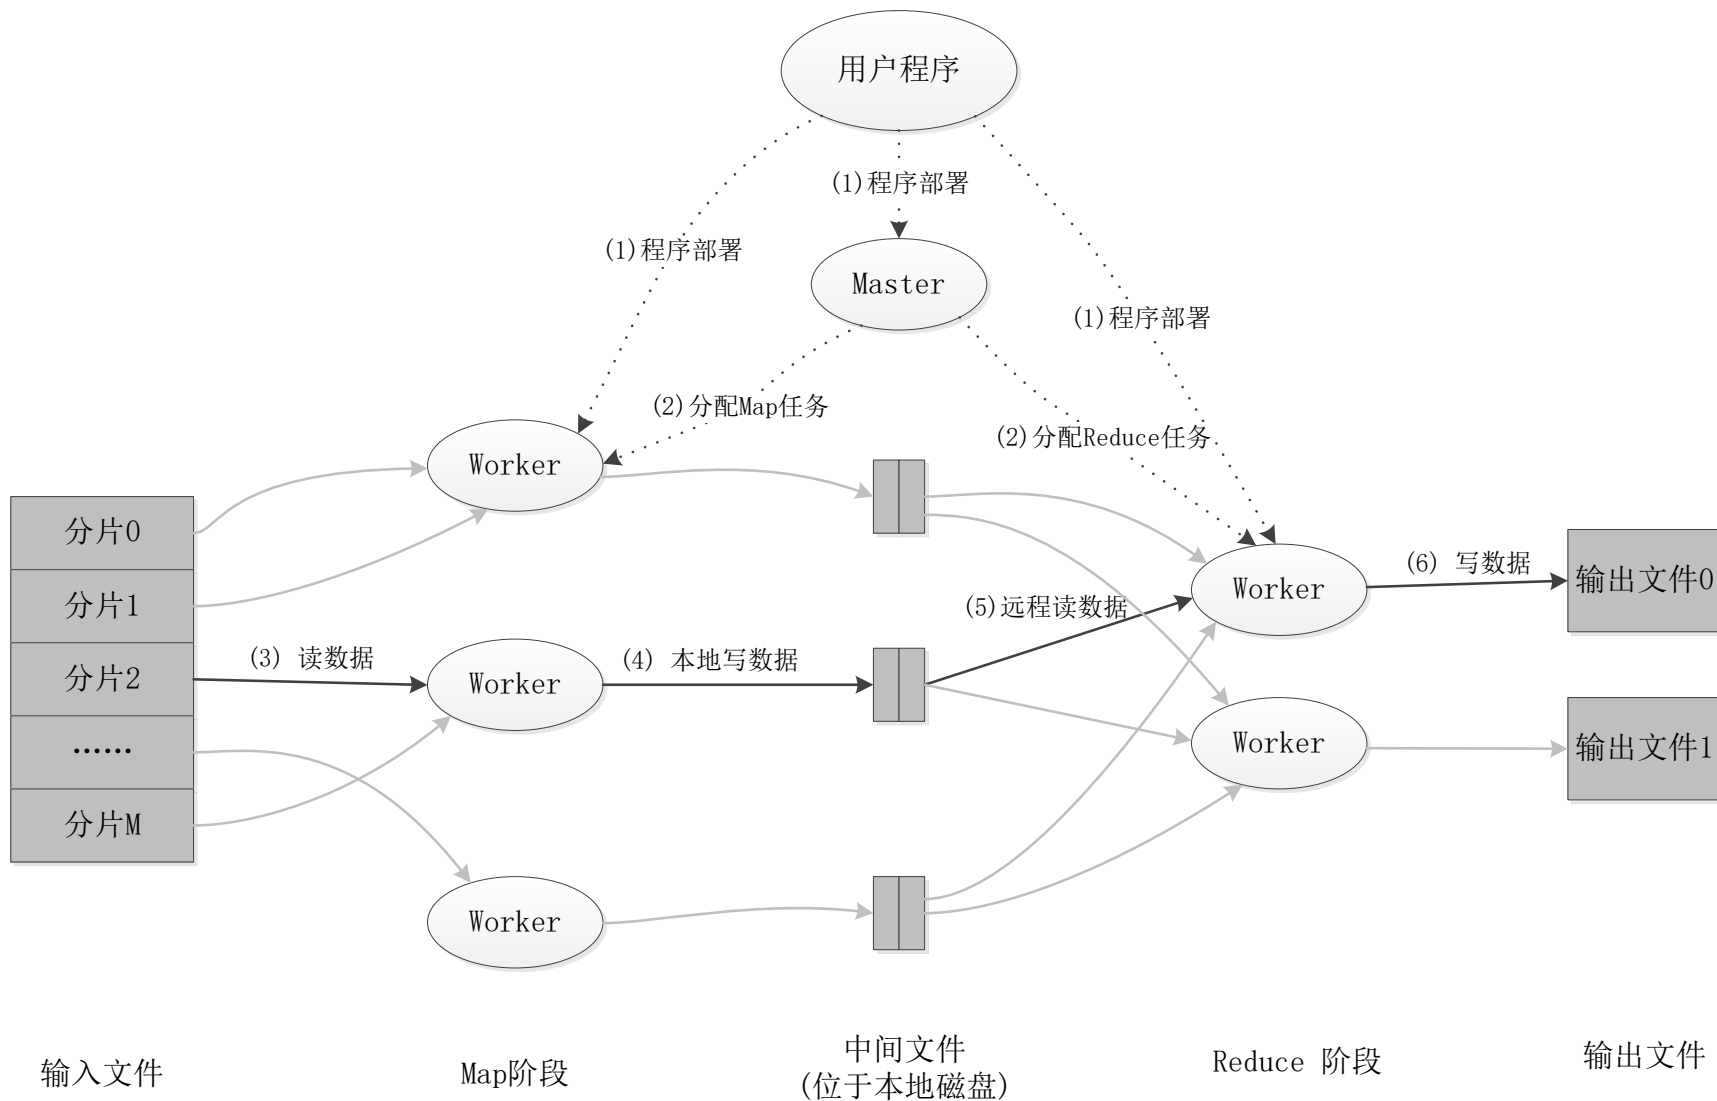 用户程序
(1)程序部署
(1)程序部署
Master
(1)程序部署
(2)分配Map任务
(2)分配Reduce任务
Worker
分片0
分片1
分片2
……
分片M
(3) 读数据
Worker
(4) 本地写数据
(5)远程读数据
Worker
(6) 写数据
输出文件0
Worker
输出文件1
Worker
输入文件
Map阶段
中间文件
(位于本地磁盘)
Reduce 阶段
输出文件